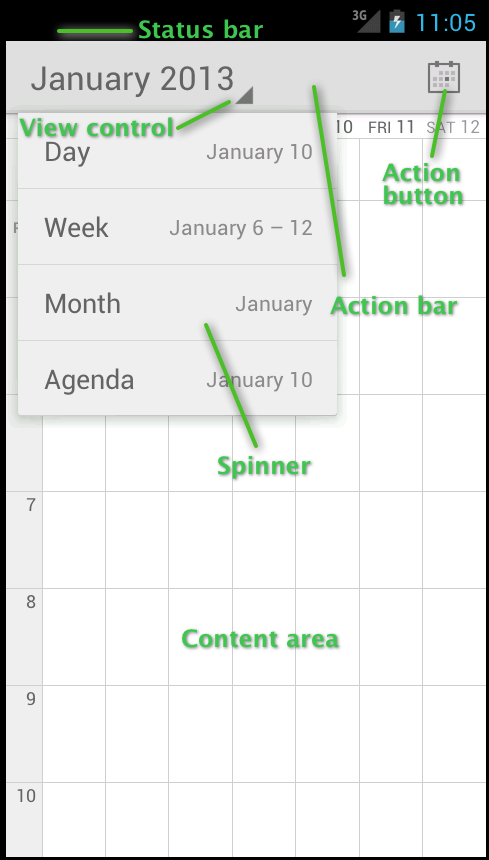 Status bar
3G
11:05
January 2013
View control
10 FRI 11 SAT 12
Day January 10
Action
button
Week January 6 – 12
Month January
Action bar
Agenda January 10
Spinner
7
8
Content area
9
10